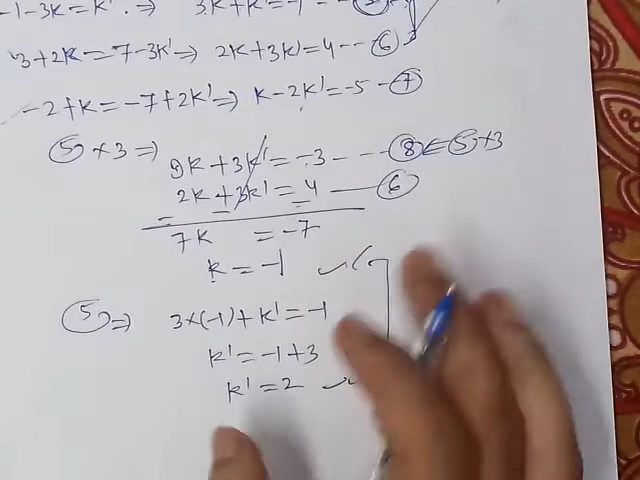 -1-3k=k' ⇒ 3k+k'=-1 --- ⑤
3+2k=7-3k' ⇒ 2k+3k'=4 -- ⑥
-2+k=-7+2k' ⇒ k-2k'=-5 -⑦
⑤×3 ⇒
9k+3k'=-3 --- ⑧ ⇐ ⑤×3
2k+3k'=4 — ⑥
- - -
7k =-7
k=-1
⑤ ⇒ 3×(-1)+k'=-1
k'=-1+3
k'=2